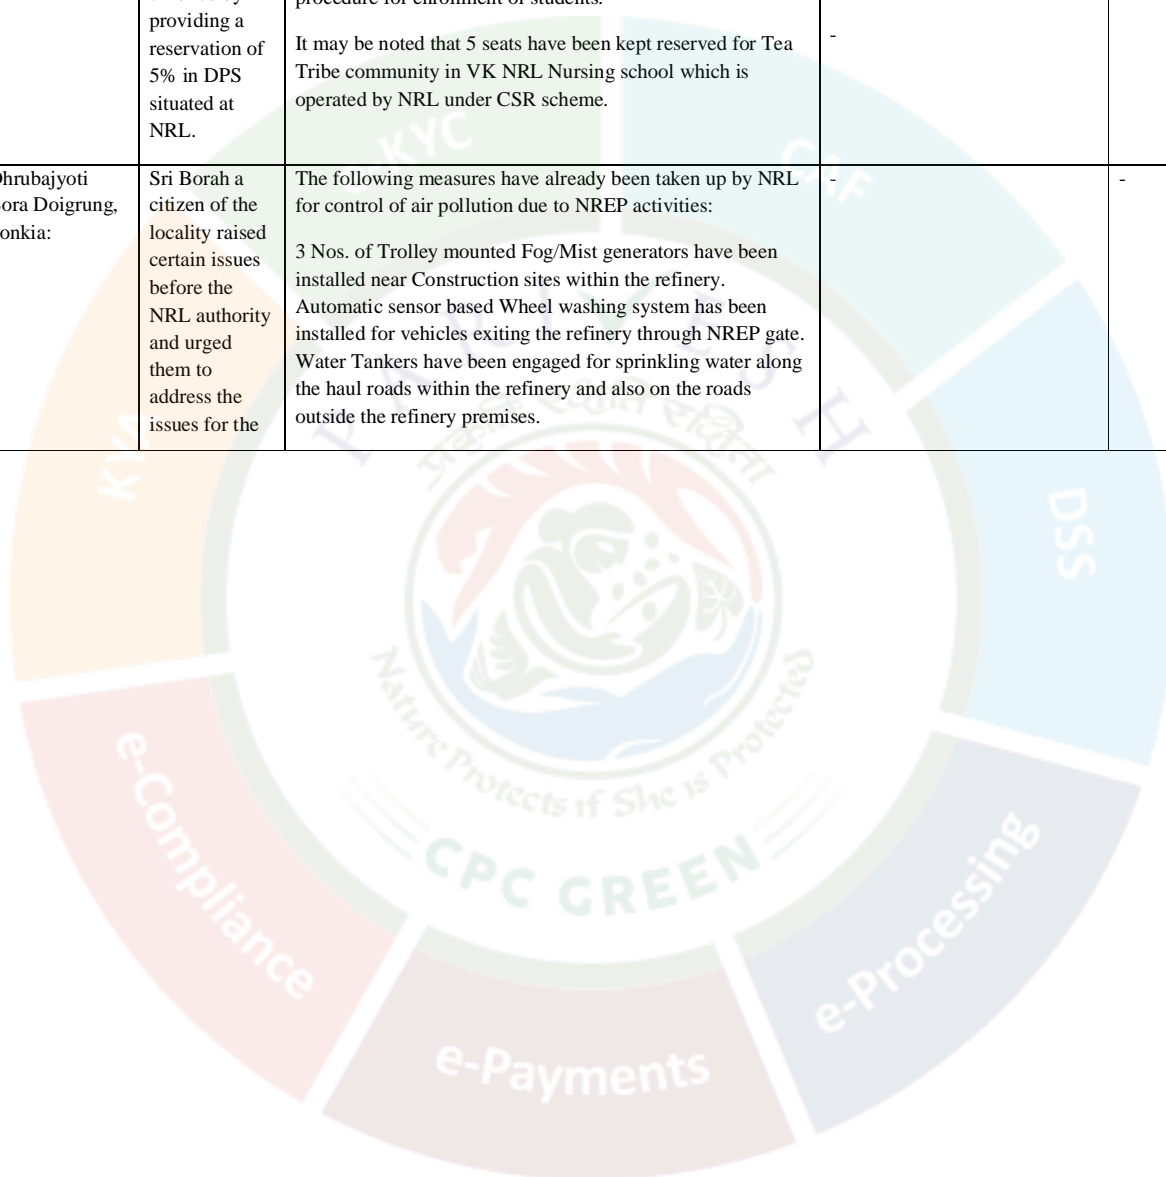 providing a
reservation of
5% in DPS
situated at
NRL.
procedure for enrollment of students.
It may be noted that 5 seats have been kept reserved for Tea
Tribe community in VK NRL Nursing school which is
operated by NRL under CSR scheme.
-
hrubajyoti
ora Doigrung,
onkia:
Sri Borah a
citizen of the
locality raised
certain issues
before the
NRL authority
and urged
them to
address the
issues for the
The following measures have already been taken up by NRL
for control of air pollution due to NREP activities:
3 Nos. of Trolley mounted Fog/Mist generators have been
installed near Construction sites within the refinery.
Automatic sensor based Wheel washing system has been
installed for vehicles exiting the refinery through NREP gate.
Water Tankers have been engaged for sprinkling water along
the haul roads within the refinery and also on the roads
outside the refinery premises.
-
-
KYC
CAF
KYA
DSS
PARIVESH
Nature Protects if She is Protected
CPC GREEN
e-Compliance
e-Payments
e-Processing